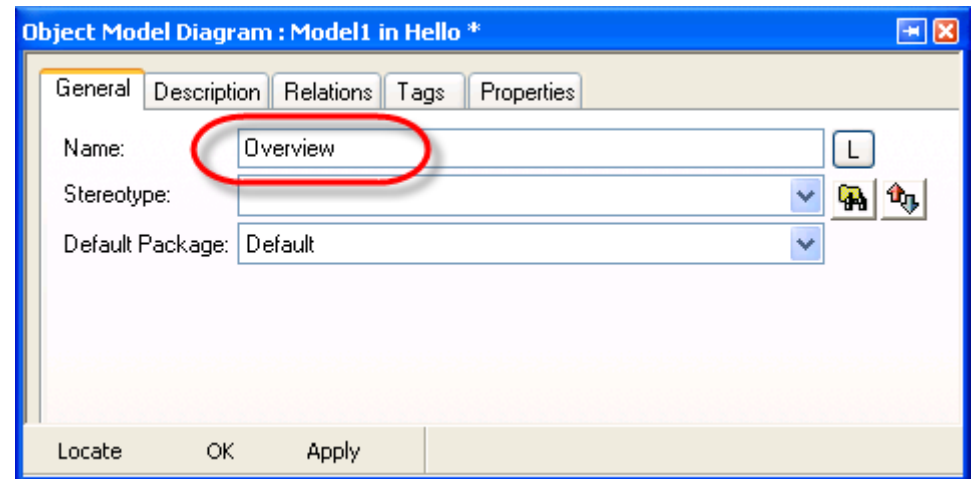 Object Model Diagram : Model1 in Hello *
General Description Relations Tags Properties
Name: Overview L
Stereotype:
Default Package: Default
Locate OK Apply